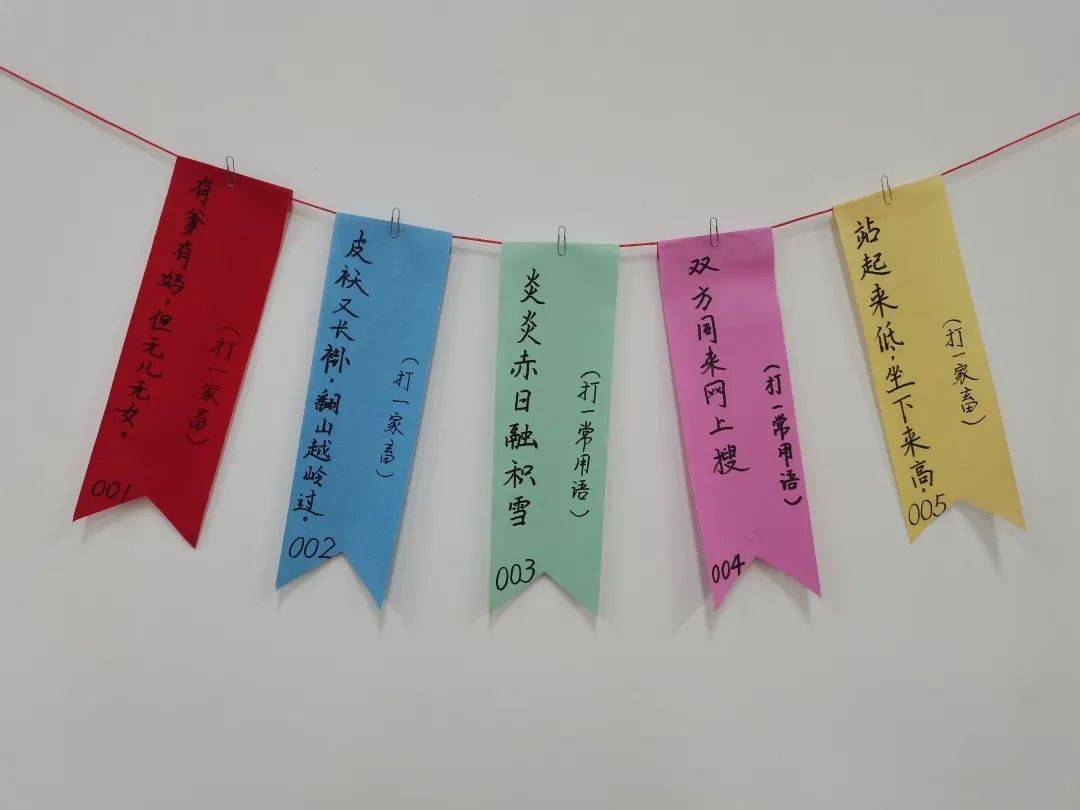 有爹有妈，但无儿无女。
（打一家畜）
001
皮袄又长褂，翻山越岭过。
（打一家畜）
002
炎炎赤日融积雪
（打一常用语）
003
双方同来网上搜
（打一常用语）
004
站起来低，坐下来高。
（打一家畜）
005